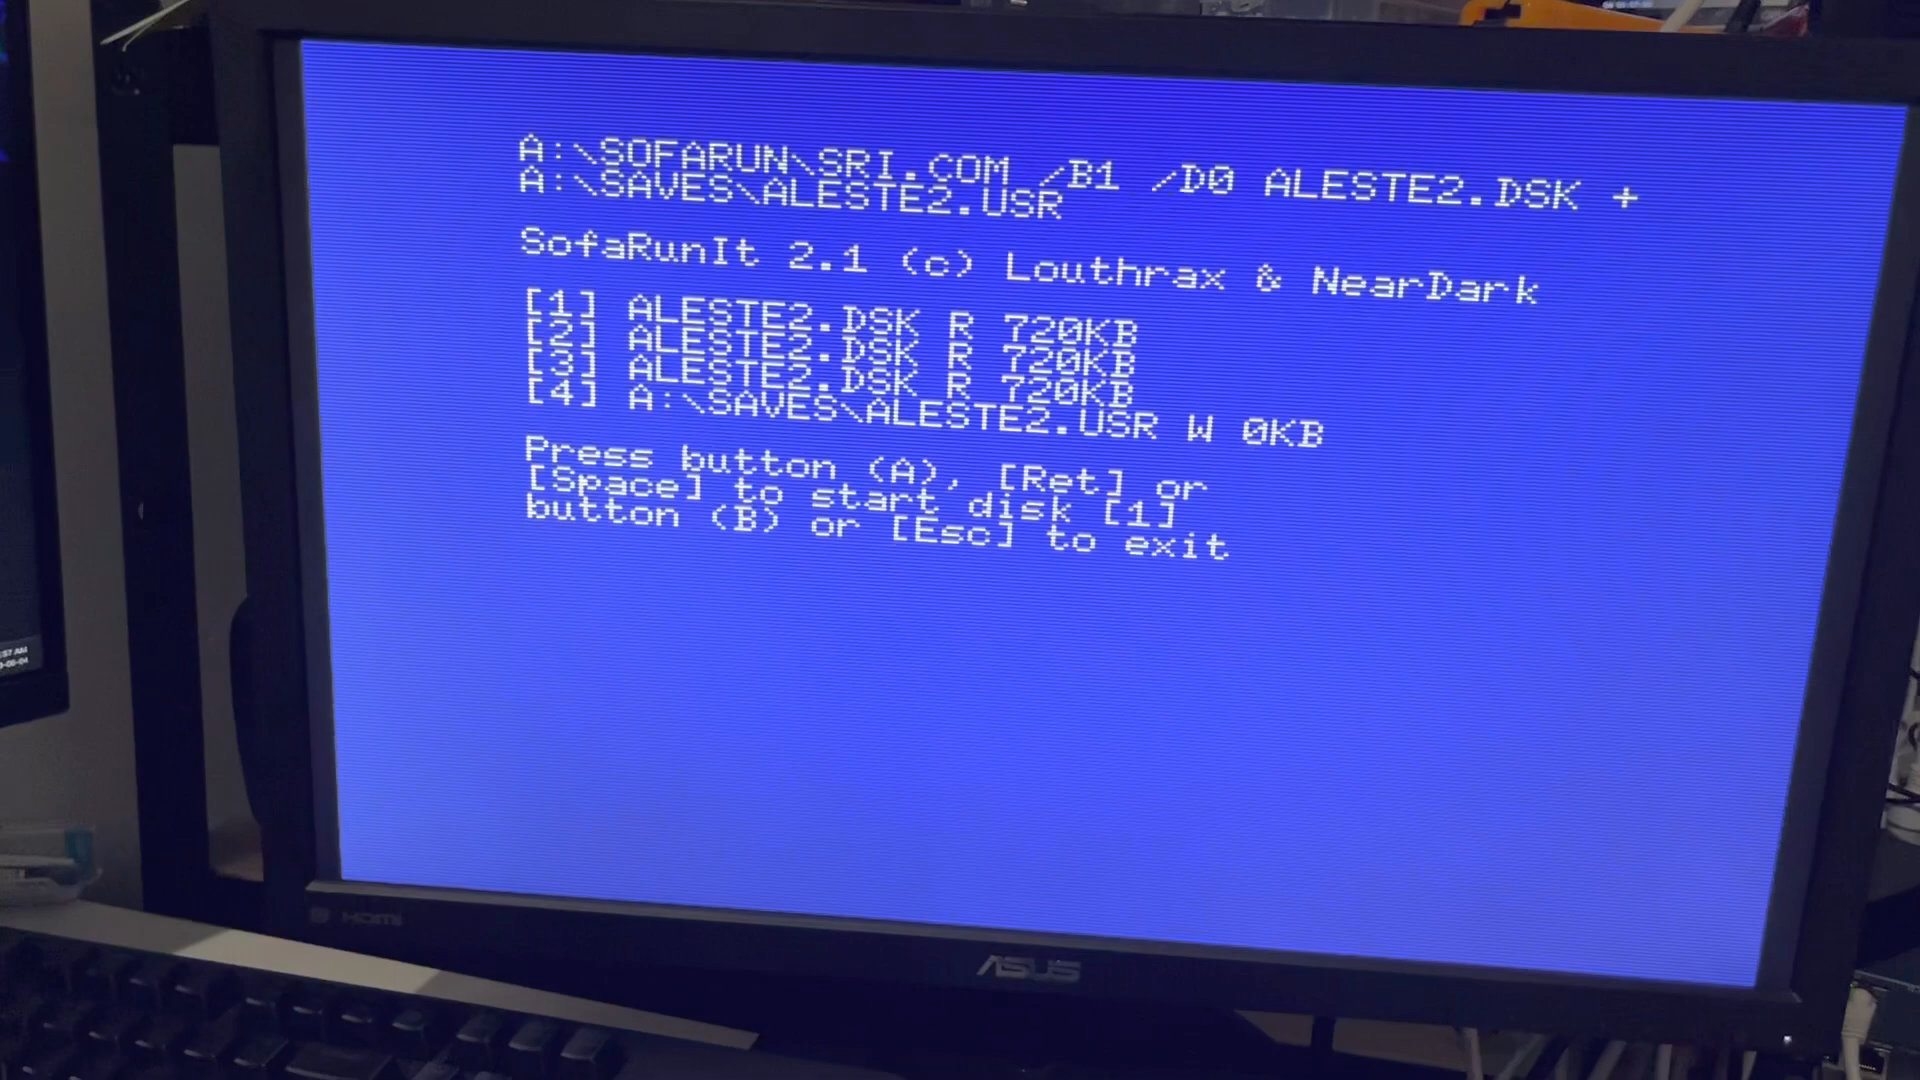 A:\SOFARUN\SRI.COM /B1 /D0 ALESTE2.DSK +
A:\SAVES\ALESTE2.USR
SofaRunIt 2.1 (c) Louthrax & NearDark
[1] ALESTE2.DSK R 720KB
[2] ALESTE2.DSK R 720KB
[3] ALESTE2.DSK R 720KB
[4] A:\SAVES\ALESTE2.USR W 0KB
Press button (A), [Ret] or
[Space] to start disk [1]
button (B) or [Esc] to exit
HDMI
ASUS